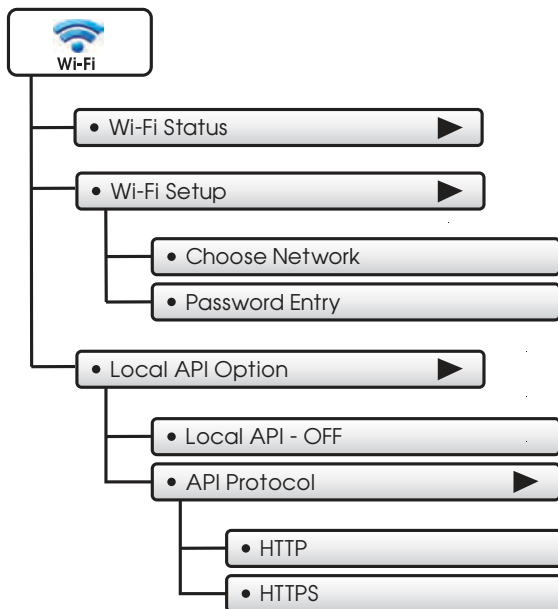 Wi-Fi
• Wi-Fi Status
• Wi-Fi Setup
• Choose Network
• Password Entry
• Local API Option
• Local API - OFF
• API Protocol
• HTTP
• HTTPS